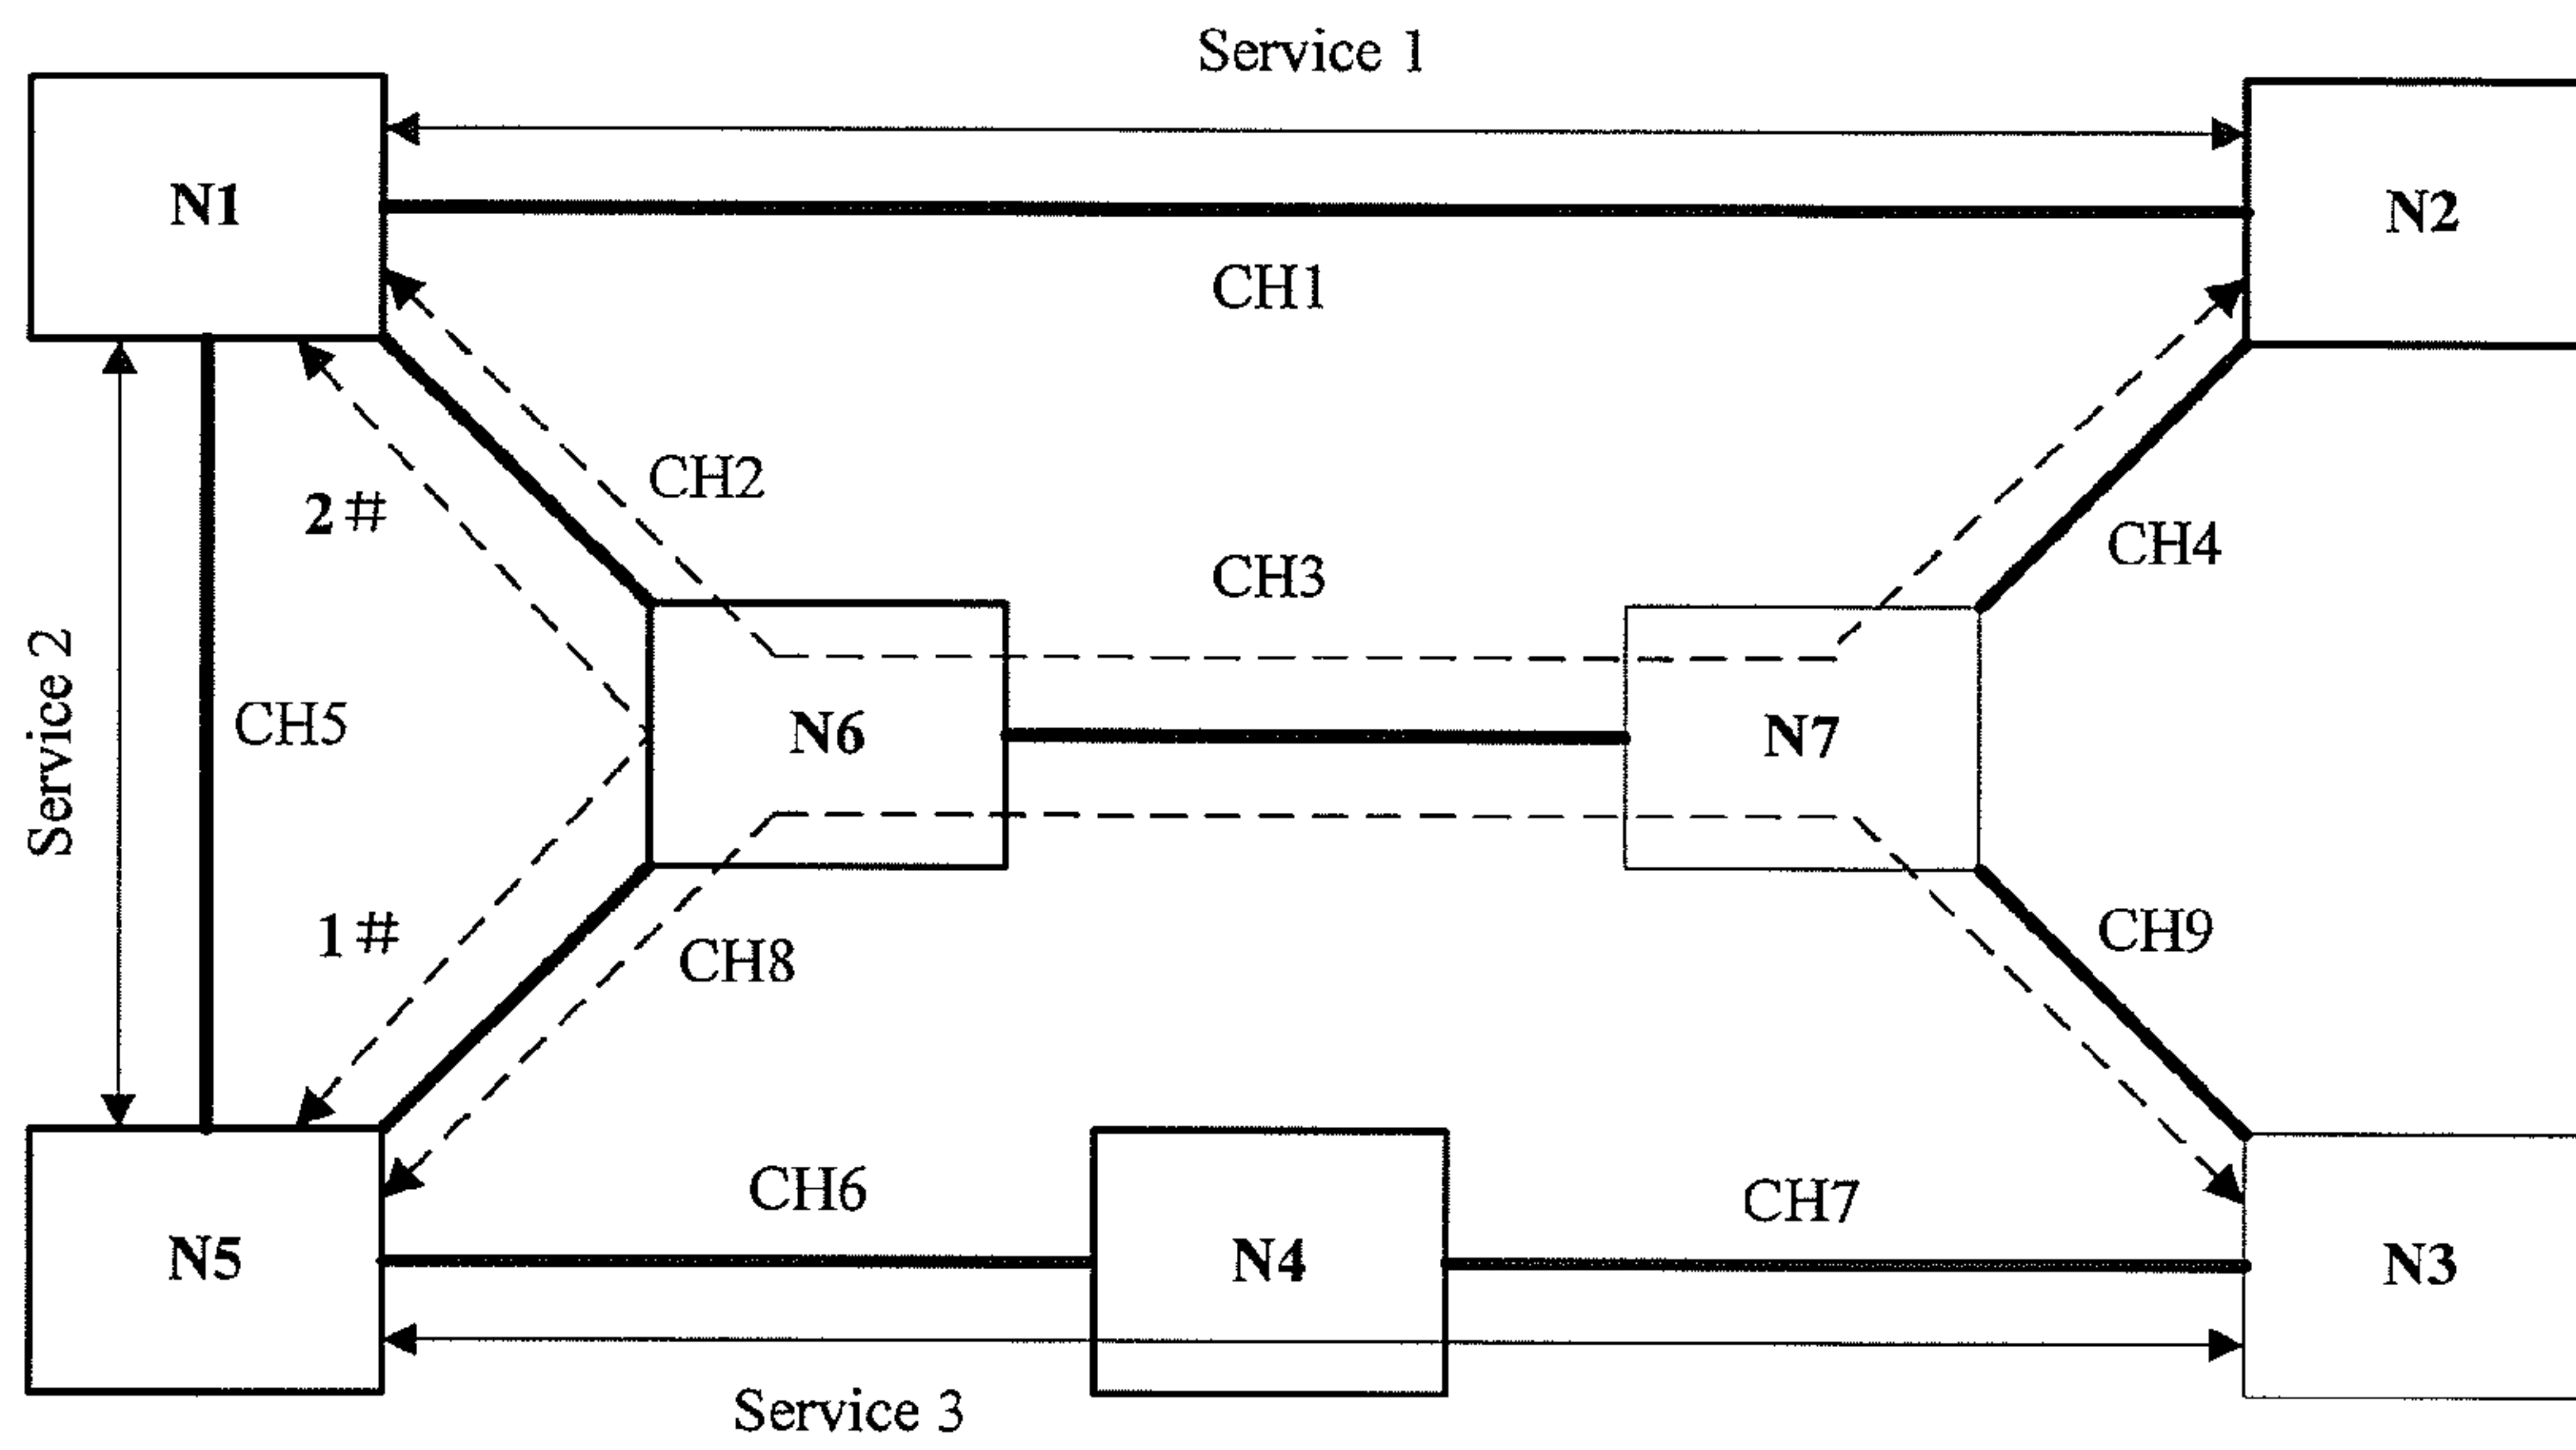 Service 1
N1
N2
CH1
CH2
2#
CH4
CH3
Service 2
CH5
N6
N7
1#
CH8
CH9
CH6
CH7
N5
N4
N3
Service 3